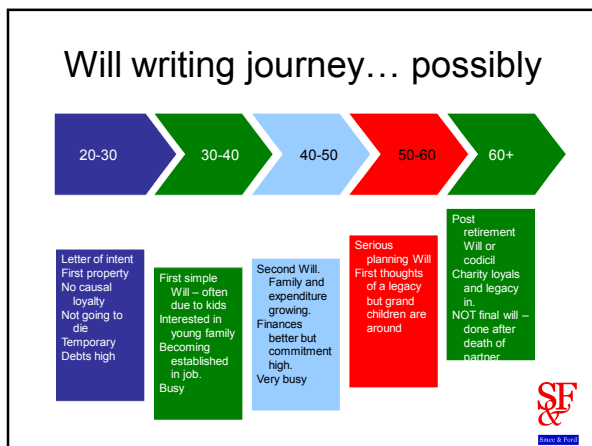 Will writing journey… possibly
20-30
30-40
40-50
50-60
60+
Letter of intent
First property
No causal
loyalty
Not going to
die
Temporary
Debts high
First simple
Will – often
due to kids
Interested in
young family
Becoming
established
in job.
Busy
Second Will.
Family and
expenditure
growing.
Finances
better but
commitment
high.
Very busy
Serious
planning Will
First thoughts
of a legacy
but grand
children are
around
Post
retirement
Will or
codicil
Charity loyals
and legacy
in.
NOT final will –
done after
death of
partner
S&F
Smee & Ford